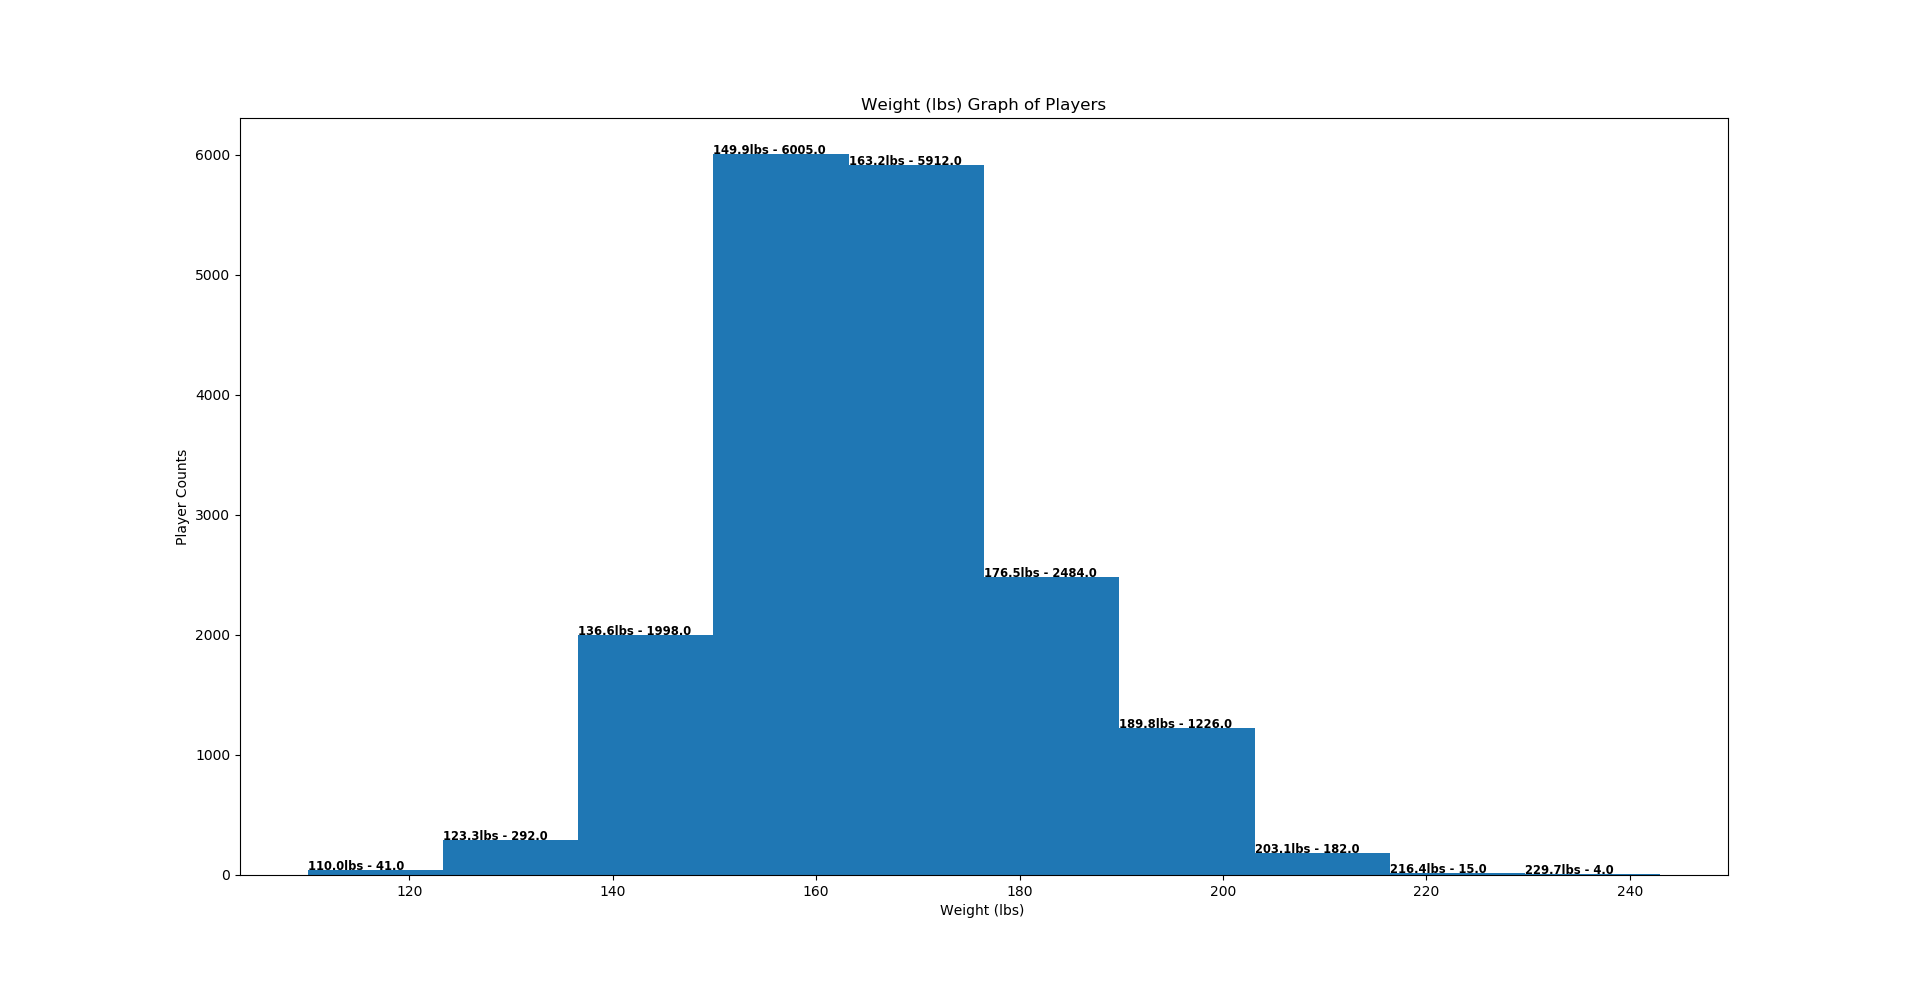 Weight (lbs) Graph of Players
6000
149.9lbs - 6005.0
163.2lbs - 5912.0
5000
4000
Player Counts
3000
176.5lbs - 2484.0
2000
136.6lbs - 1998.0
1000
189.8lbs - 1226.0
123.3lbs - 292.0
203.1lbs - 182.0
110.0lbs - 41.0
216.4lbs - 15.0
229.7lbs - 4.0
0
120 140 160 180 200 220 240
Weight (lbs)